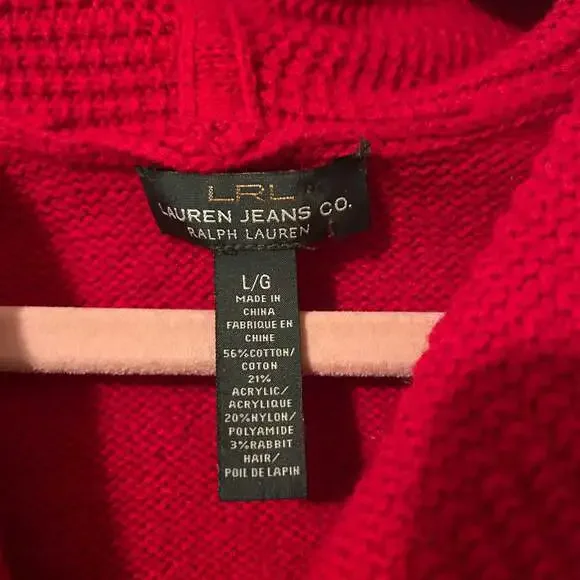 LRL
LAUREN JEANS CO.
RALPH LAUREN
L/G
MADE IN
CHINA
FABRIQUE EN
CHINE
56%COTTON/
COTON
21%
ACRYLIC/
ACRYLIQUE
20%NYLON/
POLYAMIDE
3%RABBIT
HAIR/
POIL DE LAPIN